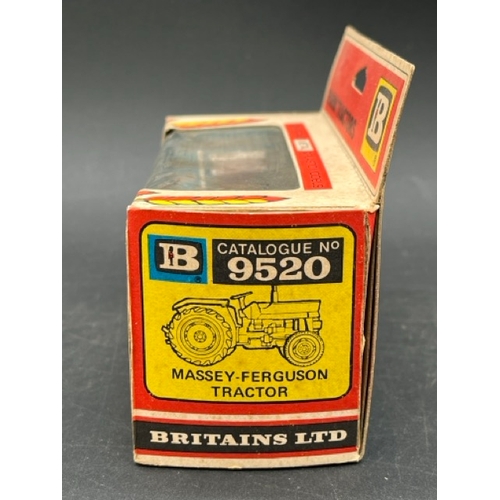 B
CATALOGUE Nº
9520
MASSEY-FERGUSON
TRACTOR
BRITAINS LTD
B